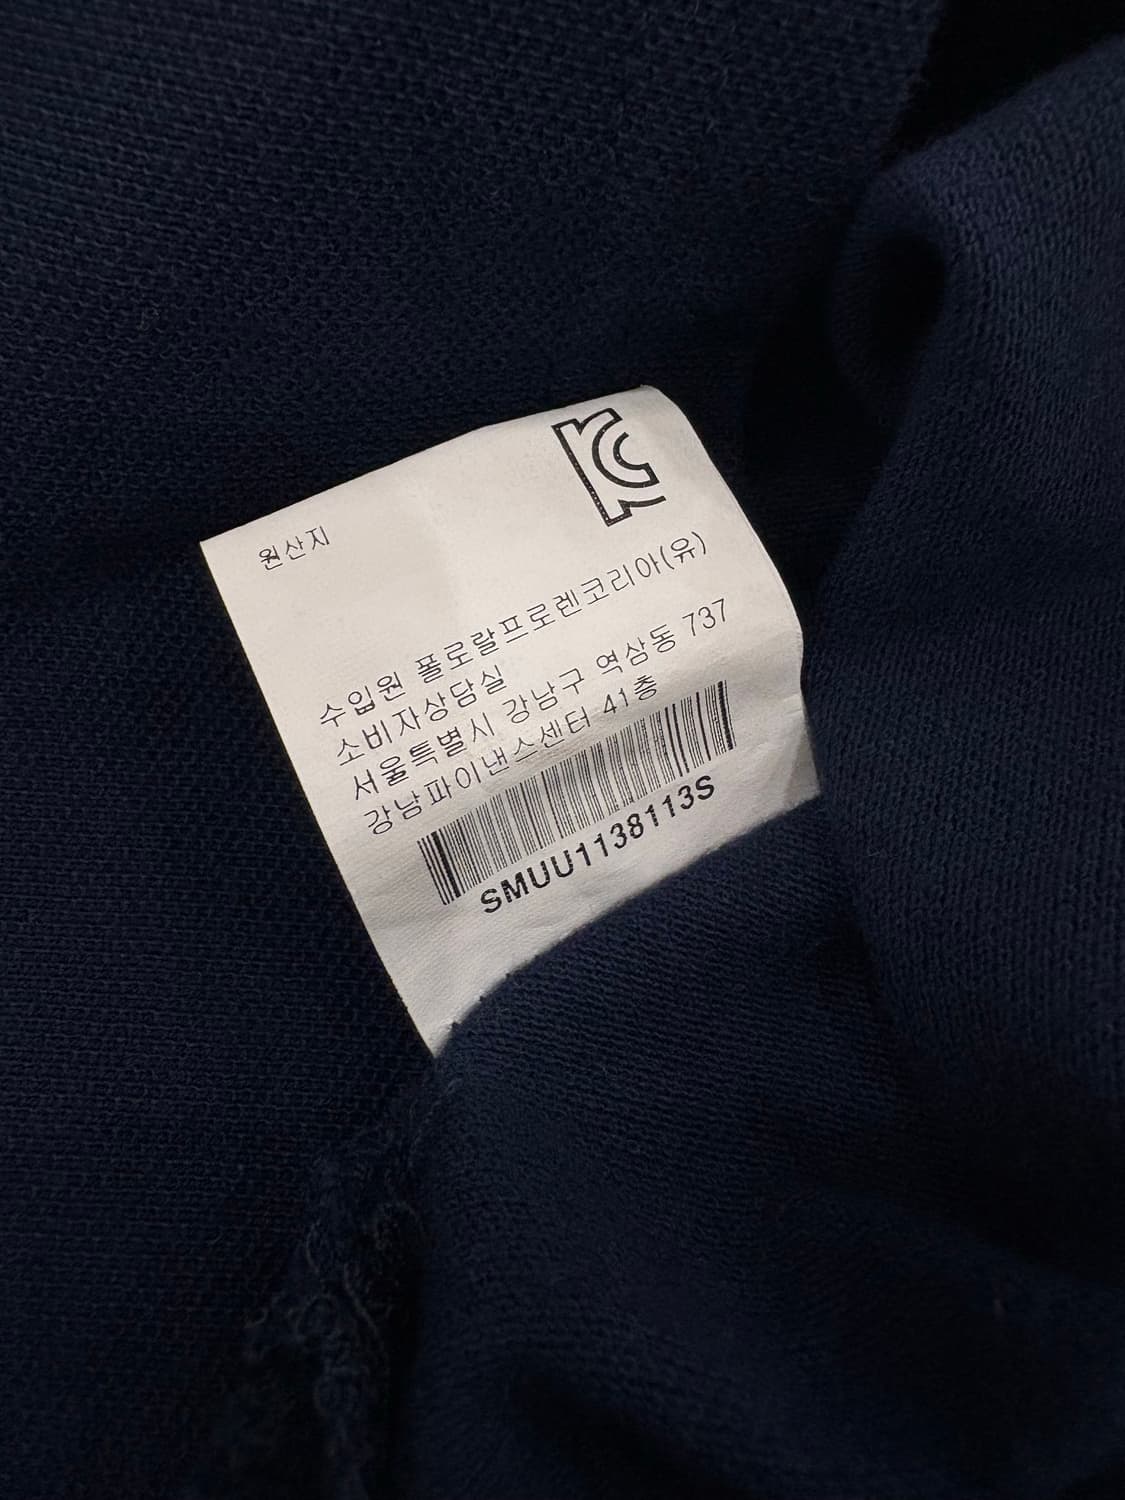 KC
원산지
수입원 폴로랄프로렌코리아(유)
소비자상담실
서울특별시 강남구 역삼동 737
강남파이낸스센터 41층
SMUU1138113S